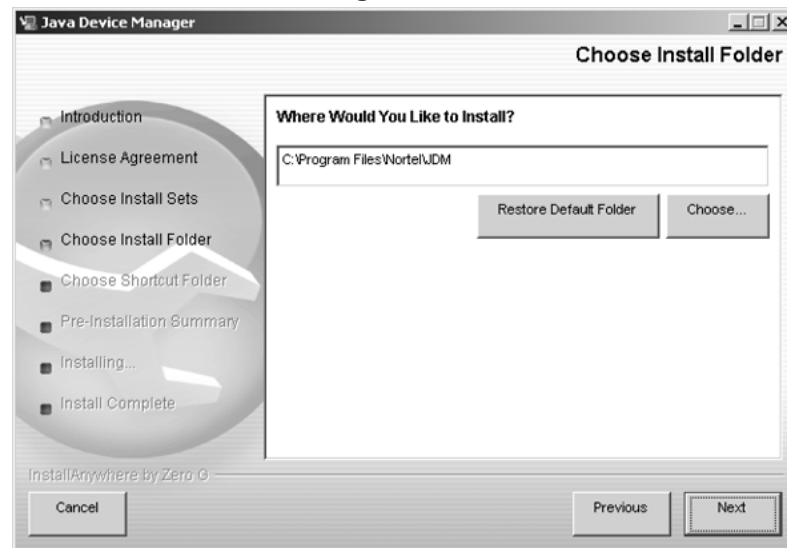 Java Device Manager
Choose Install Folder
Introduction
License Agreement
Choose Install Sets
Choose Install Folder
Choose Shortcut Folder
Pre-Installation Summary
Installing...
Install Complete
Where Would You Like to Install?
C:\Program Files\Nortel\JDM
Restore Default Folder
Choose...
InstallAnywhere by Zero G
Cancel
Previous
Next